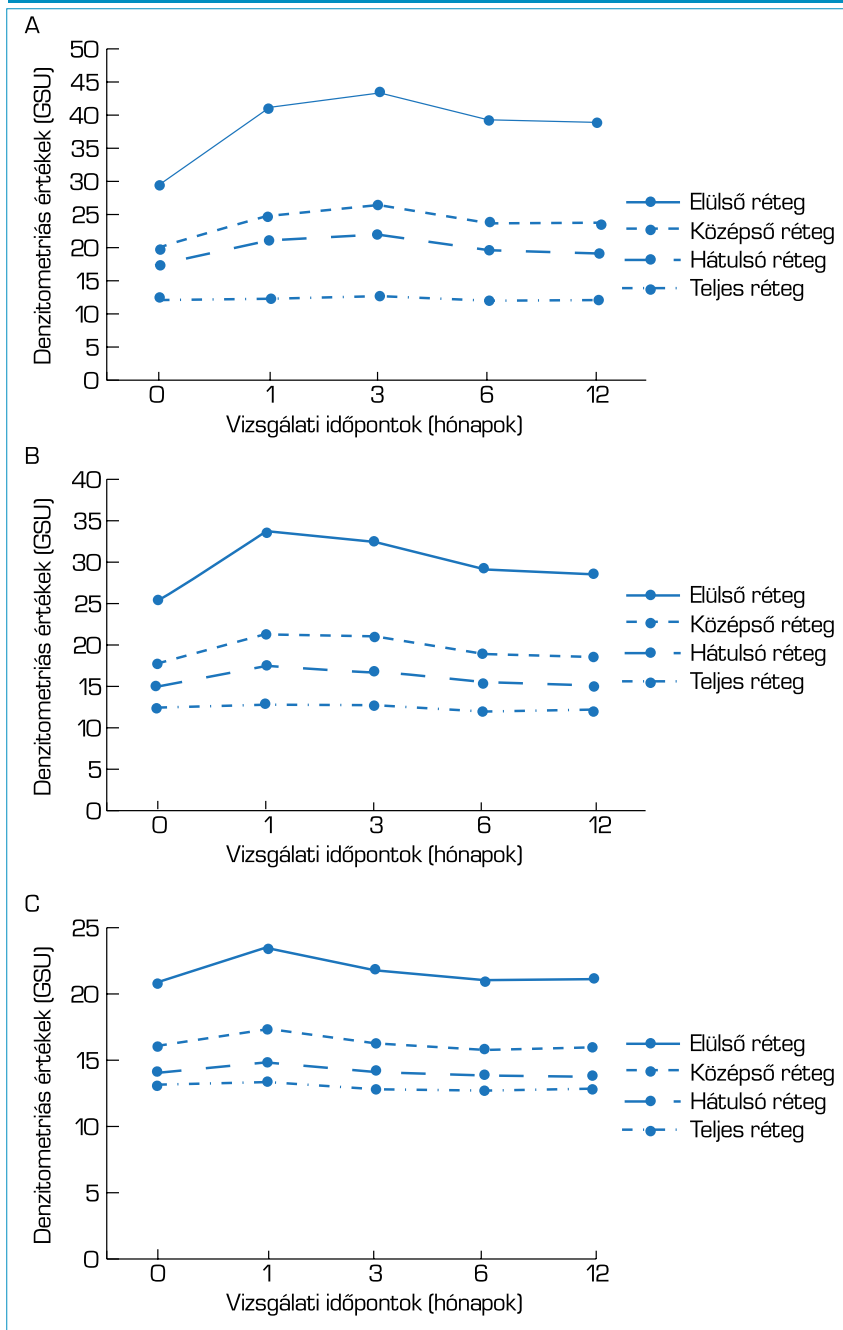 A
Denzitometriás értékek (GSU)
50
45
40
35
30
25
20
15
10
5
0
0 1 3 6 12
Vizsgálati időpontok (hónapok)
Elülső réteg
Középső réteg
Hátulsó réteg
Teljes réteg
B
Denzitometriás értékek (GSU)
40
35
30
25
20
15
10
5
0
0 1 3 6 12
Vizsgálati időpontok (hónapok)
Elülső réteg
Középső réteg
Hátulsó réteg
Teljes réteg
C
Denzitometriás értékek (GSU)
25
20
15
10
5
0
0 1 3 6 12
Vizsgálati időpontok (hónapok)
Elülső réteg
Középső réteg
Hátulsó réteg
Teljes réteg